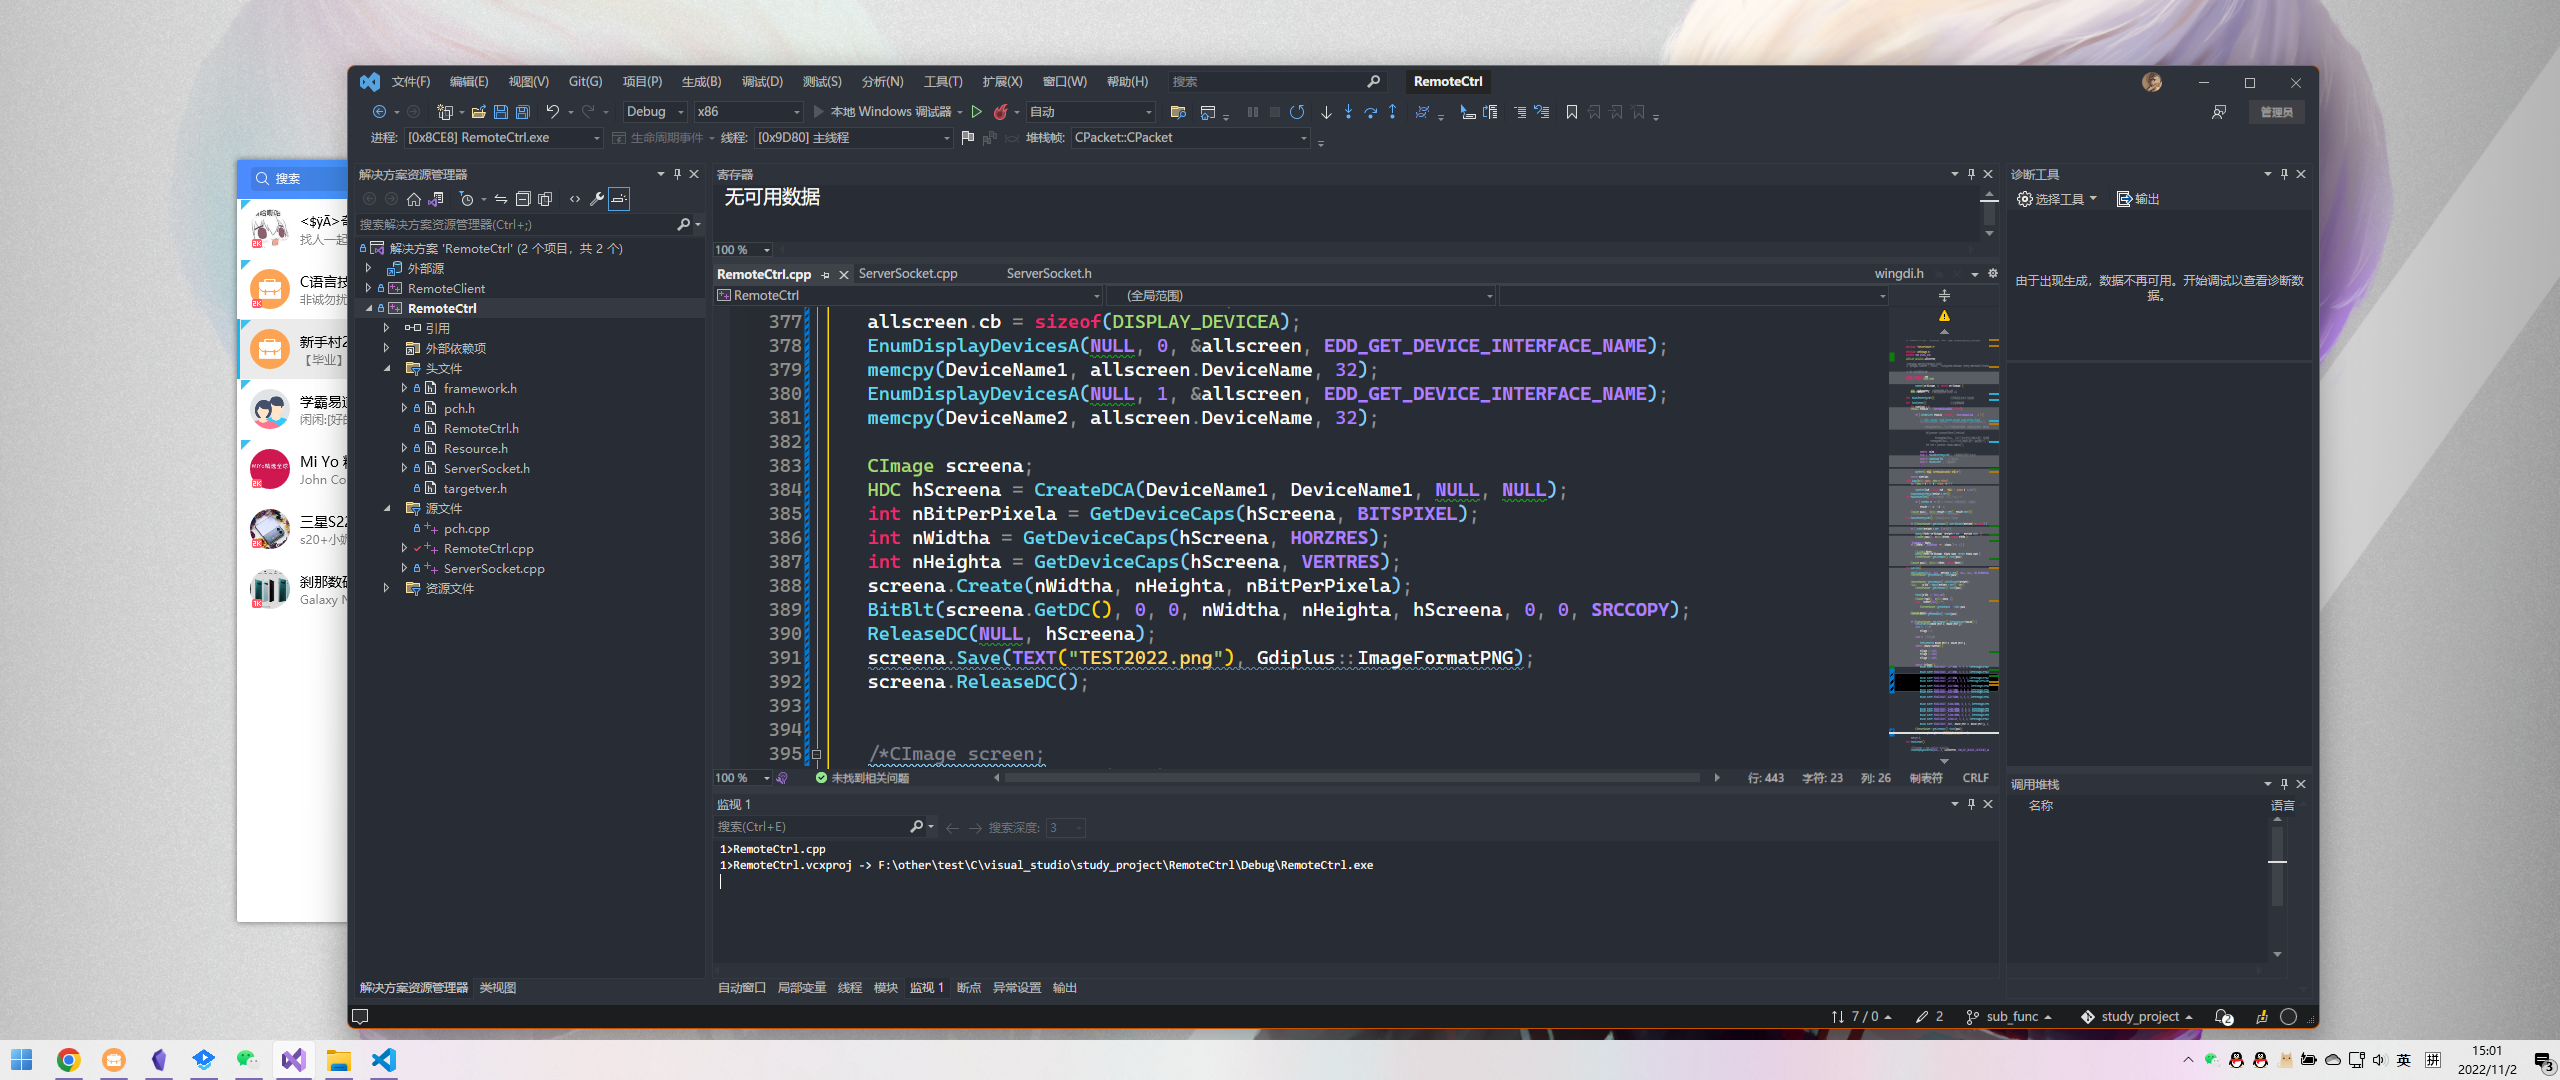 文件(F) 编辑(E) 视图(V) Git(G) 项目(P) 生成(B) 调试(D) 测试(S) 分析(N) 工具(T) 扩展(X) 窗口(W) 帮助(H) 搜索 RemoteCtrl
Debug x86 本地 Windows 调试器 自动 管理员
进程: [0x8CE8] RemoteCtrl.exe 生命周期事件 线程: [0x9D80] 主线程 堆栈帧: CPacket::CPacket
搜索
找人一起
C语言技
非诚勿扰
新手村2
【毕业】
学霸易道
闲闲:[好的
Mi Yo
John Co
三星S22
s20+小妮
刹那数码
Galaxy N
解决方案资源管理器
搜索解决方案资源管理器(Ctrl+;)
解决方案 'RemoteCtrl' (2 个项目，共 2 个)
外部源
RemoteClient
RemoteCtrl
引用
外部依赖项
头文件
framework.h
pch.h
RemoteCtrl.h
Resource.h
ServerSocket.h
targetver.h
源文件
pch.cpp
RemoteCtrl.cpp
ServerSocket.cpp
资源文件
解决方案资源管理器 类视图
寄存器
无可用数据
100 %
RemoteCtrl.cpp ServerSocket.cpp ServerSocket.h wingdi.h
RemoteCtrl (全局范围)
377 allscreen.cb = sizeof(DISPLAY_DEVICEA);
378 EnumDisplayDevicesA(NULL, 0, &allscreen, EDD_GET_DEVICE_INTERFACE_NAME);
379 memcpy(DeviceName1, allscreen.DeviceName, 32);
380 EnumDisplayDevicesA(NULL, 1, &allscreen, EDD_GET_DEVICE_INTERFACE_NAME);
381 memcpy(DeviceName2, allscreen.DeviceName, 32);
382
383 CImage screena;
384 HDC hScreena = CreateDCA(DeviceName1, DeviceName1, NULL, NULL);
385 int nBitPerPixela = GetDeviceCaps(hScreena, BITSPIXEL);
386 int nWidtha = GetDeviceCaps(hScreena, HORZRES);
387 int nHeighta = GetDeviceCaps(hScreena, VERTRES);
388 screena.Create(nWidtha, nHeighta, nBitPerPixela);
389 BitBlt(screena.GetDC(), 0, 0, nWidtha, nHeighta, hScreena, 0, 0, SRCCOPY);
390 ReleaseDC(NULL, hScreena);
391 screena.Save(TEXT("TEST2022.png"), Gdiplus::ImageFormatPNG);
392 screena.ReleaseDC();
393
394
395 /*CImage screen;
100 % 未找到相关问题 行: 443 字符: 23 列: 26 制表符 CRLF
监视 1
搜索(Ctrl+E) 搜索深度: 3
1>RemoteCtrl.cpp
1>RemoteCtrl.vcxproj -> F:\other\test\C\visual_studio\study_project\RemoteCtrl\Debug\RemoteCtrl.exe
自动窗口 局部变量 线程 模块 监视 1 断点 异常设置 输出
诊断工具
选择工具 输出
由于出现生成，数据不再可用。开始调试以查看诊断数
据。
调用堆栈
名称 语言
7 / 0 2 sub_func study_project 2
英 拼 15:01
2022/11/2 3